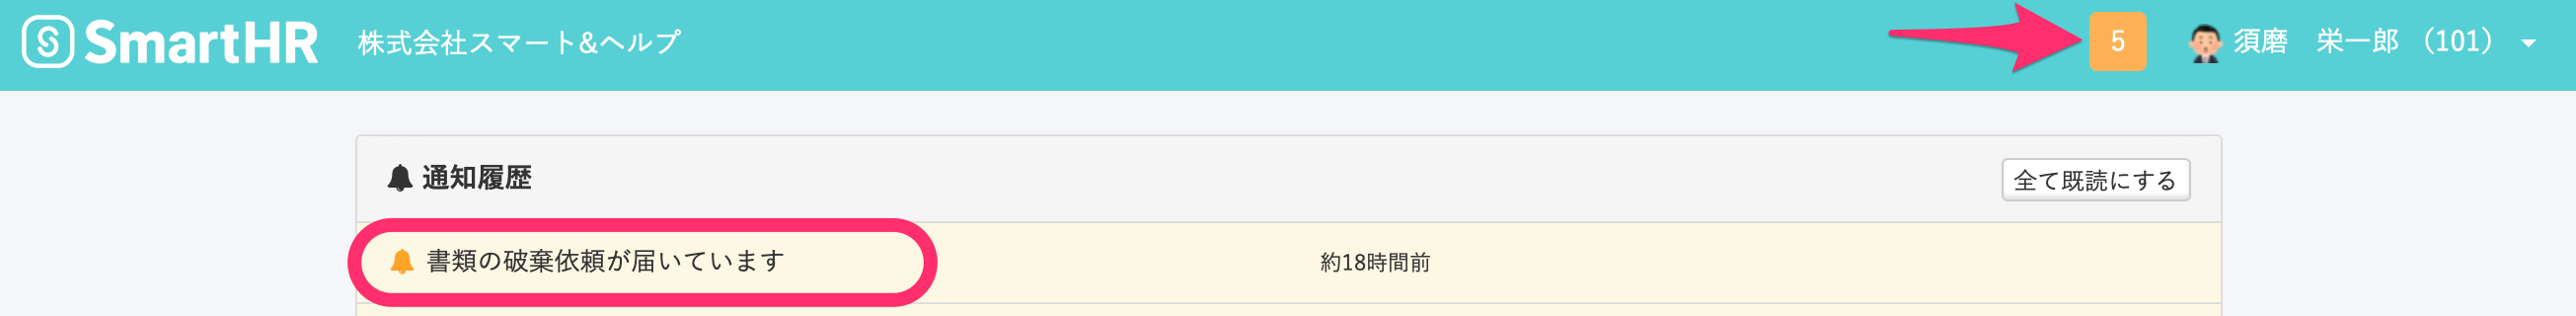 SmartHR 株式会社スマート&ヘルプ 5 須磨　栄一郎 （101）
通知履歴 全て既読にする
書類の破棄依頼が届いています 約18時間前